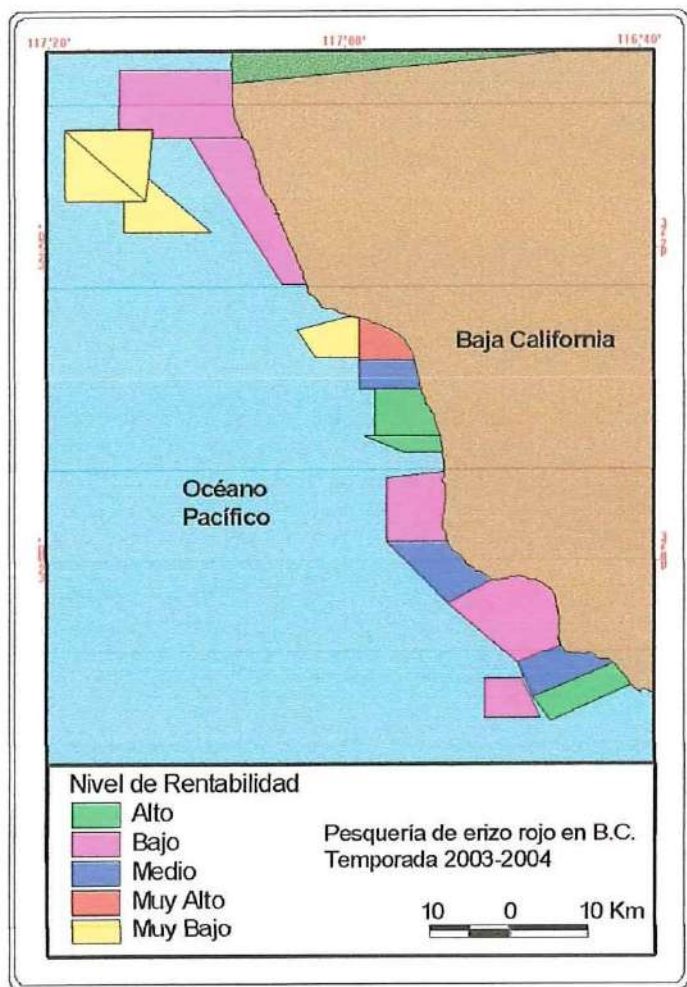 117°20' 117°00' 116°40'
Baja California
Océano
Pacífico
Nivel de Rentabilidad
Alto
Bajo
Medio
Muy Alto
Muy Bajo
Pesquería de erizo rojo en B.C.
Temporada 2003-2004
10 0 10 Km